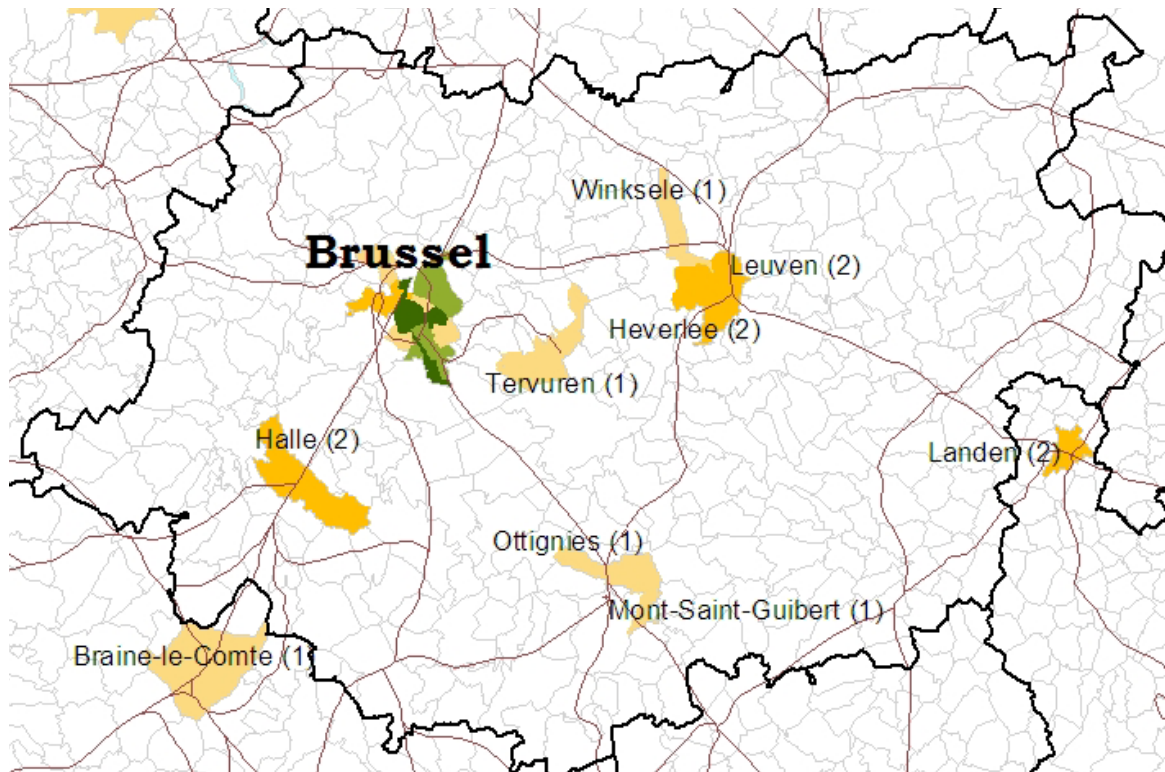 Winksele (1)
Brussel
Leuven (2)
Heverlee (2)
Tervuren (1)
Halle (2)
Landen (2)
Ottignies (1)
Mont-Saint-Guibert (1)
Braine-le-Comte (1)